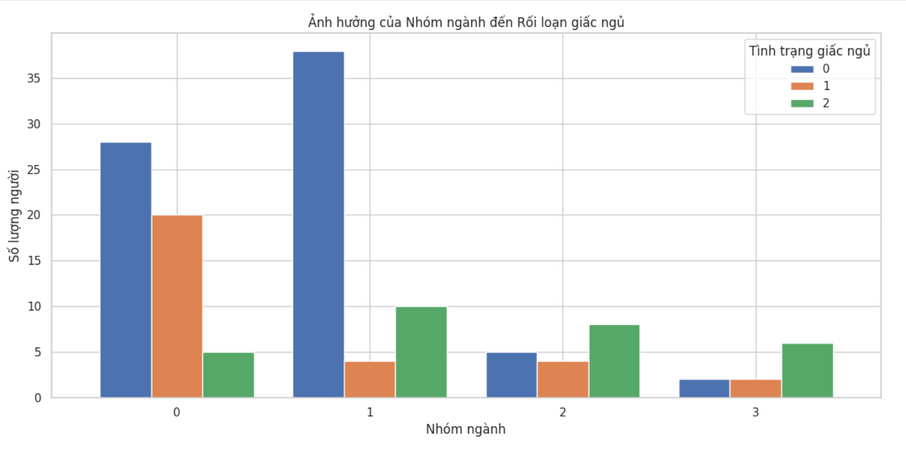 Ảnh hưởng của Nhóm ngành đến Rối loạn giấc ngủ
Tình trạng giấc ngủ
0
1
2
35
30
25
20
15
10
5
0
Số lượng người
0 1 2 3
Nhóm ngành